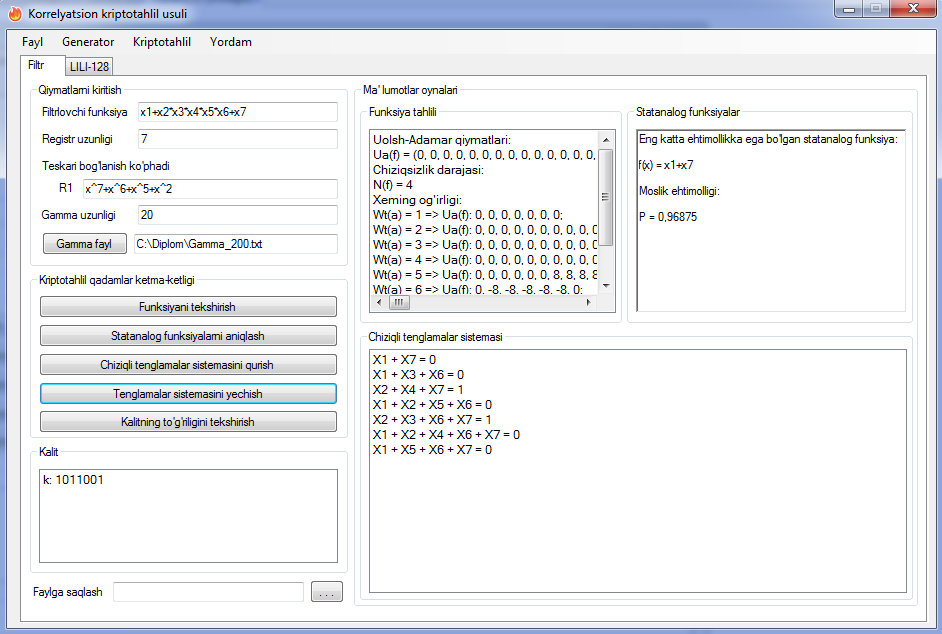 Korrelyatsion kriptotahlil usuli
Fayl Generator Kriptotahlil Yordam
Filtr LILI-128
Qiymatlarni kiritish
Filtrlovchi funksiya x1+x2*x3*x4*x5*x6+x7
Registr uzunligi 7
Teskari bog'lanish ko'phadi
R1 x^7+x^6+x^5+x^2
Gamma uzunligi 20
Gamma fayl C:\Diplom\Gamma_200.txt
Kriptotahlil qadamlar ketma-ketligi
Funksiyani tekshirish
Statanalog funksiyalarni aniqlash
Chiziqli tenglamalar sistemasini qurish
Tenglamalar sistemasini yechish
Kalitning to'g'riligini tekshirish
Kalit
k: 1011001
Faylga saqlash ...
Ma'lumotlar oynalari
Funksiya tahlili
Uolsh-Adamar qiymatlari:
Ua(f) = (0, 0, 0, 0, 0, 0, 0, 0, 0, 0, 0, 0, 0, 0,
Chiziqsizlik darajasi:
N(f) = 4
Xeming og'irligi:
Wt(a) = 1 => Ua(f): 0, 0, 0, 0, 0, 0, 0;
Wt(a) = 2 => Ua(f): 0, 0, 0, 0, 0, 0, 0, 0, 0, 0
Wt(a) = 3 => Ua(f): 0, 0, 0, 0, 0, 0, 0, 0, 0, 0
Wt(a) = 4 => Ua(f): 0, 0, 0, 0, 0, 0, 0, 0, 0, 0
Wt(a) = 5 => Ua(f): 0, 0, 0, 0, 0, 0, 8, 8, 8, 8
Wt(a) = 6 => Ua(f): 0, -8, -8, -8, -8, -8, 0;
Statanalog funksiyalar
Eng katta ehtimollikka ega bo'lgan statanalog funksiya:
f(x) = x1+x7
Moslik ehtimolligi:
P = 0,96875
Chiziqli tenglamalar sistemasi
X1 + X7 = 0
X1 + X3 + X6 = 0
X2 + X4 + X7 = 1
X1 + X2 + X5 + X6 = 0
X2 + X3 + X6 + X7 = 1
X1 + X2 + X4 + X6 + X7 = 0
X1 + X5 + X6 + X7 = 0